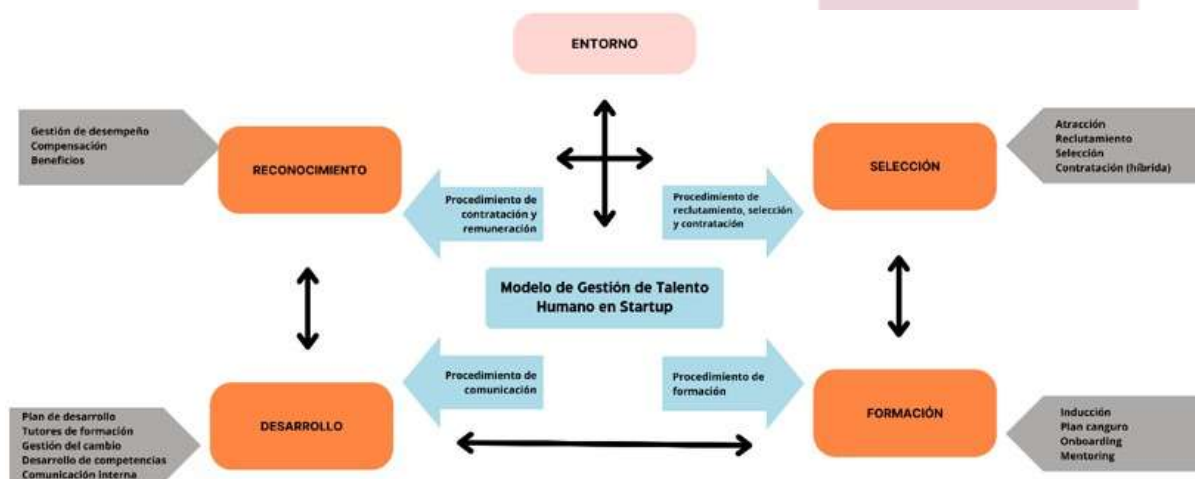 ENTORNO
Gestión de desempeño
Compensación
Beneficios
RECONOCIMIENTO
SELECCIÓN
Atracción
Reclutamiento
Selección
Contratación (híbrida)
Procedimiento de
contratación y
remuneración
Procedimiento de
reclutamiento, selección
y contratación
Modelo de Gestión de Talento
Humano en Startup
Procedimiento de
comunicación
Procedimiento de
formación
Plan de desarrollo
Tutores de formación
Gestión del cambio
Desarrollo de competencias
Comunicación interna
DESARROLLO
FORMACIÓN
Inducción
Plan canguro
Onboarding
Mentoring